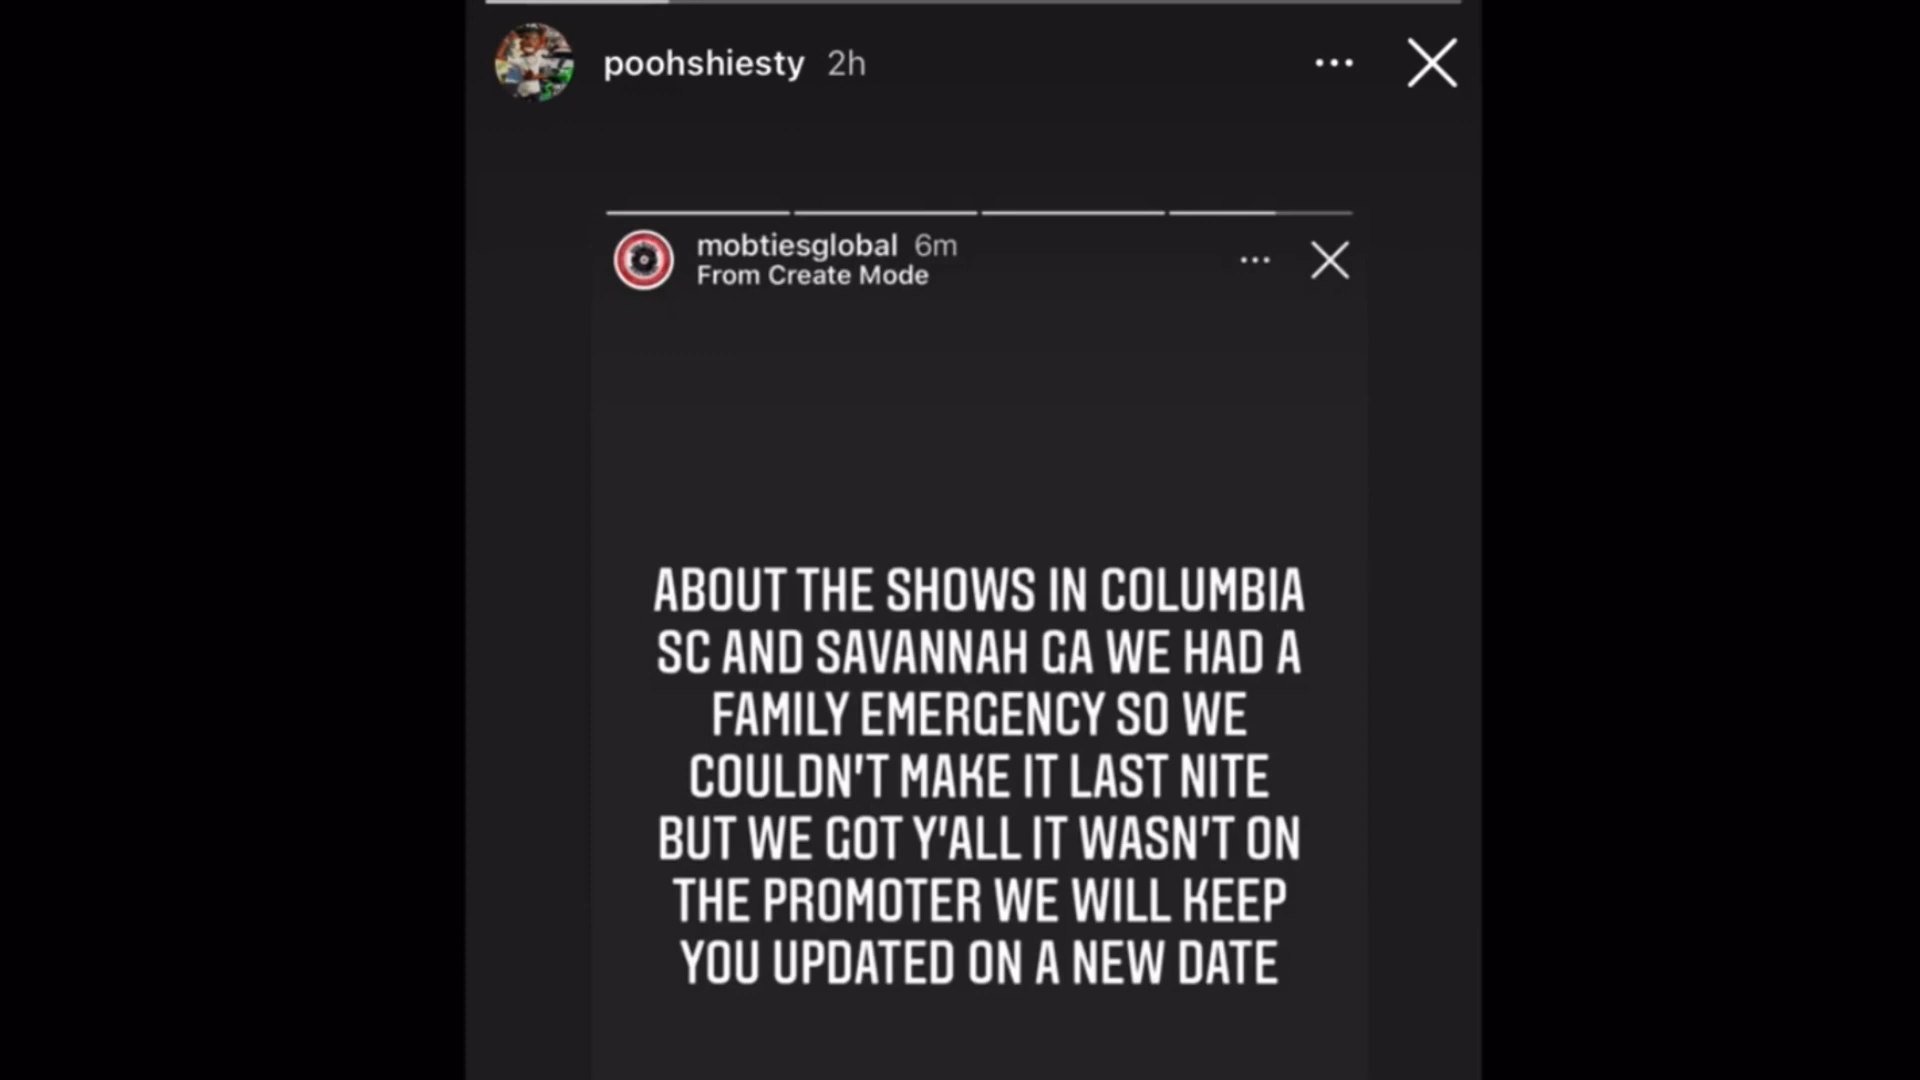 poohshiesty 2h
mobtiesglobal 6m
From Create Mode
ABOUT THE SHOWS IN COLUMBIA
SC AND SAVANNAH GA WE HAD A
FAMILY EMERGENCY SO WE
COULDN'T MAKE IT LAST NITE
BUT WE GOT Y'ALL IT WASN'T ON
THE PROMOTER WE WILL KEEP
YOU UPDATED ON A NEW DATE